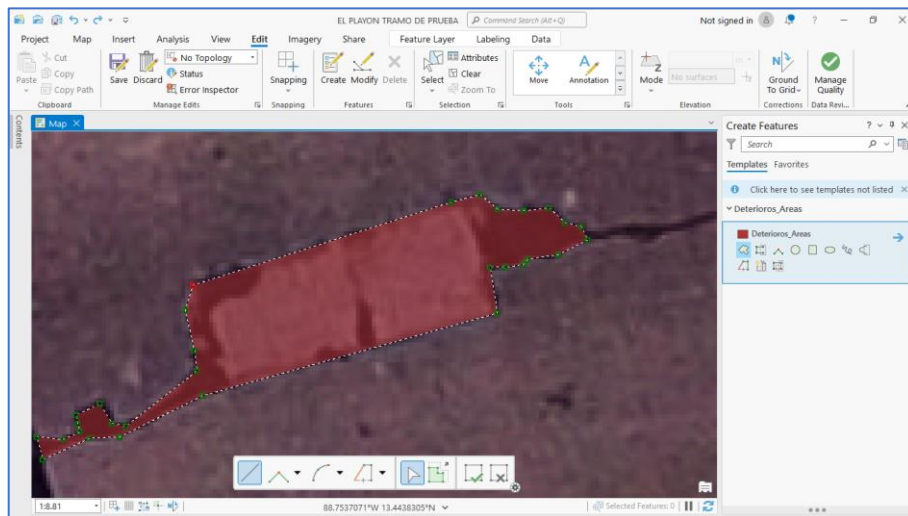 EL PLAYON TRAMO DE PRUEBA
Command Search (Alt+Q)
Not signed in
?
Project Map Insert Analysis View Edit Imagery Share Feature Layer Labeling Data
Paste
Cut
Copy
Copy Path
Clipboard
Save Discard
No Topology
Status
Error Inspector
Manage Edits
Snapping
Snapping
Create Modify Delete
Features
Select
Attributes
Clear
Zoom To
Selection
Move Annotation
Tools
Mode
No surfaces
Elevation
Ground To Grid
Corrections
Manage Quality
Data Revi...
Contents
Map
Create Features
Search
Templates Favorites
Click here to see templates not listed
Deterioros_Areas
Deterioros_Areas
1:8.81
88.7537071°W 13.4438305°N
Selected Features: 0